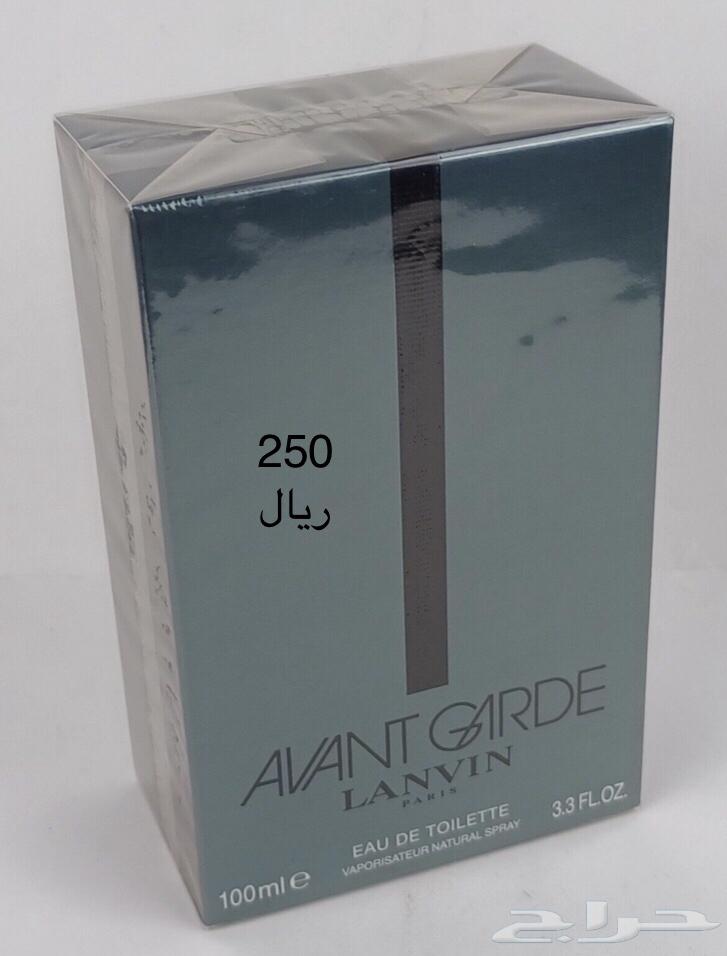 250
ريال
AVANT GARDE
LANVIN
PARIS
EAU DE TOILETTE
VAPORISATEUR NATURAL SPRAY
100ml e
3.3 FL.OZ.
حراج